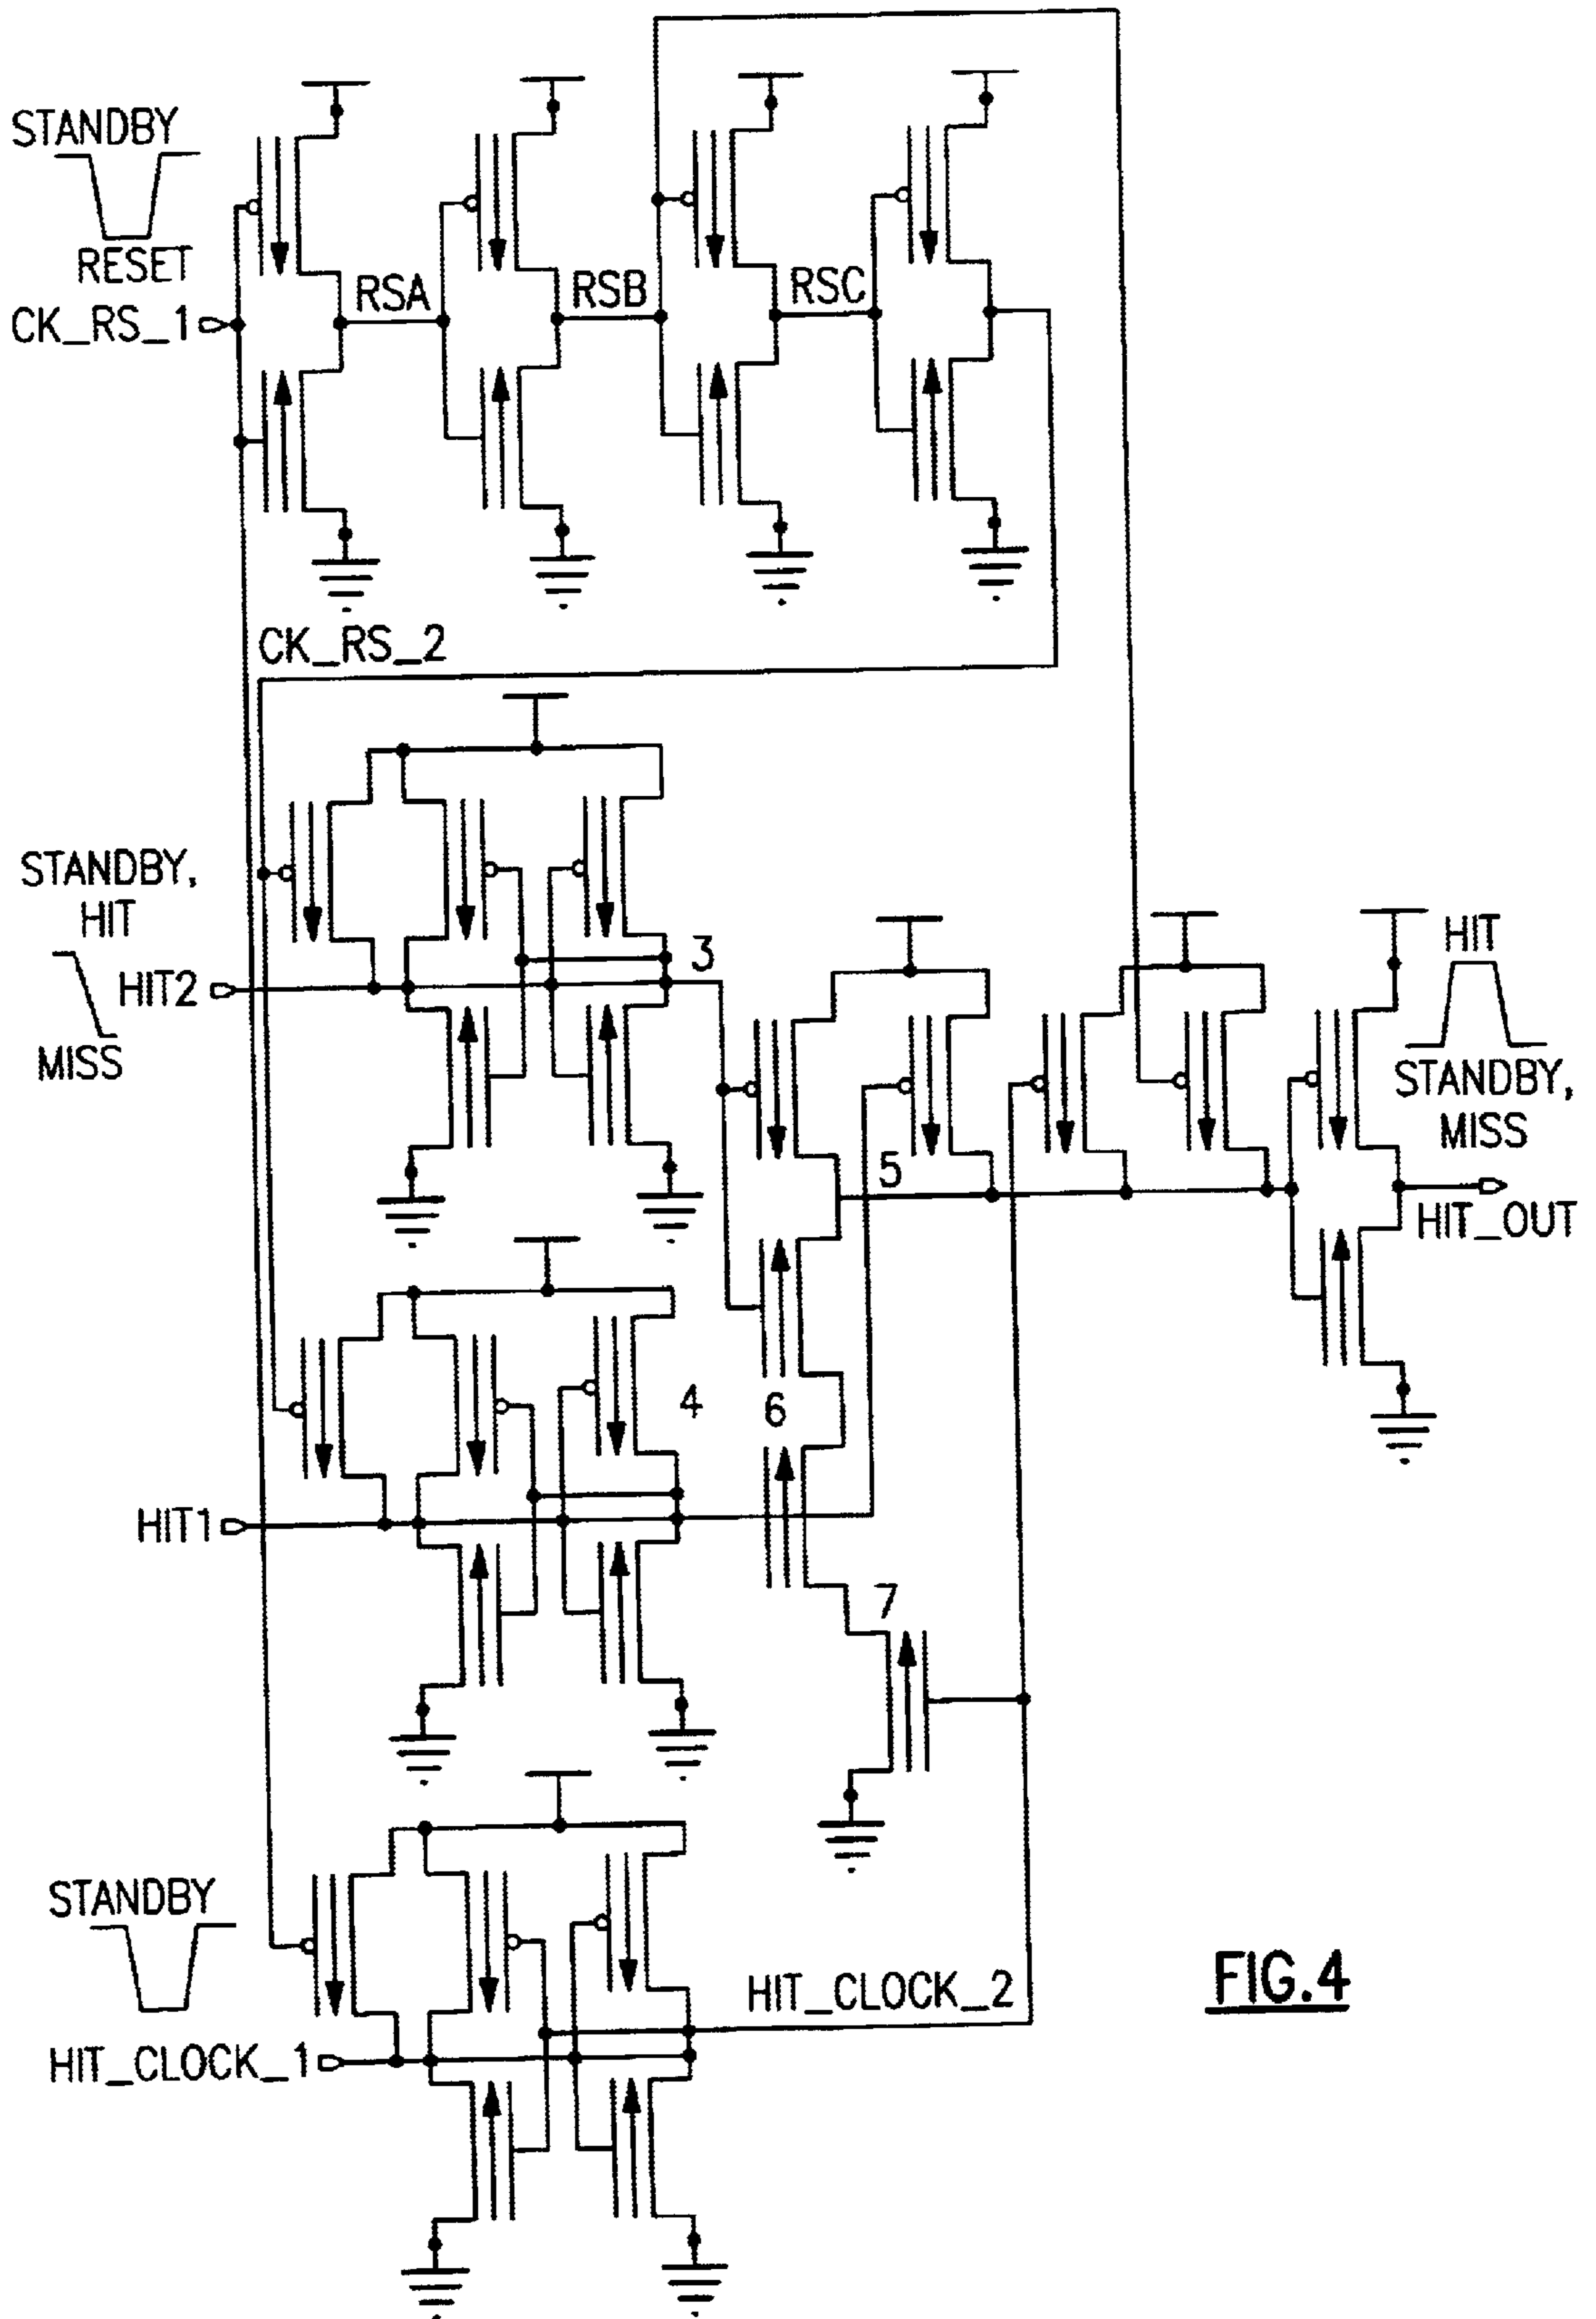 STANDBY
RESET
CK_RS_1
RSA
RSB
RSC
CK_RS_2
STANDBY,
HIT
HIT2
MISS
3
HIT
STANDBY,
MISS
5
HIT_OUT
4
6
HIT1
7
STANDBY
HIT_CLOCK_2
HIT_CLOCK_1
FIG.4